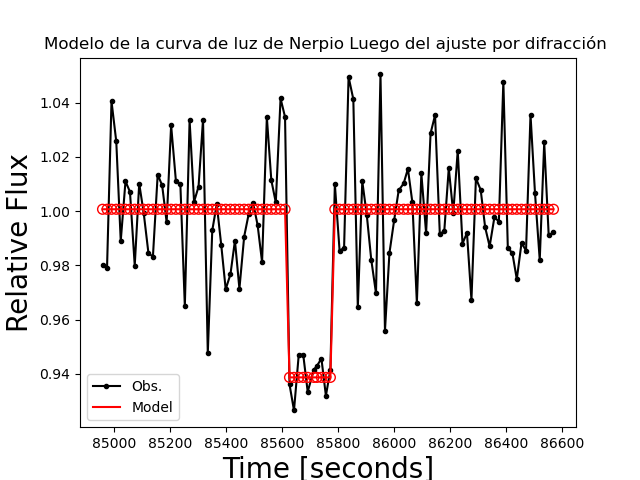 Modelo de la curva de luz de Nerpio Luego del ajuste por difracción
Relative Flux
1.04
1.02
1.00
0.98
0.96
0.94
Obs.
Model
85000 85200 85400 85600 85800 86000 86200 86400 86600
Time [seconds]